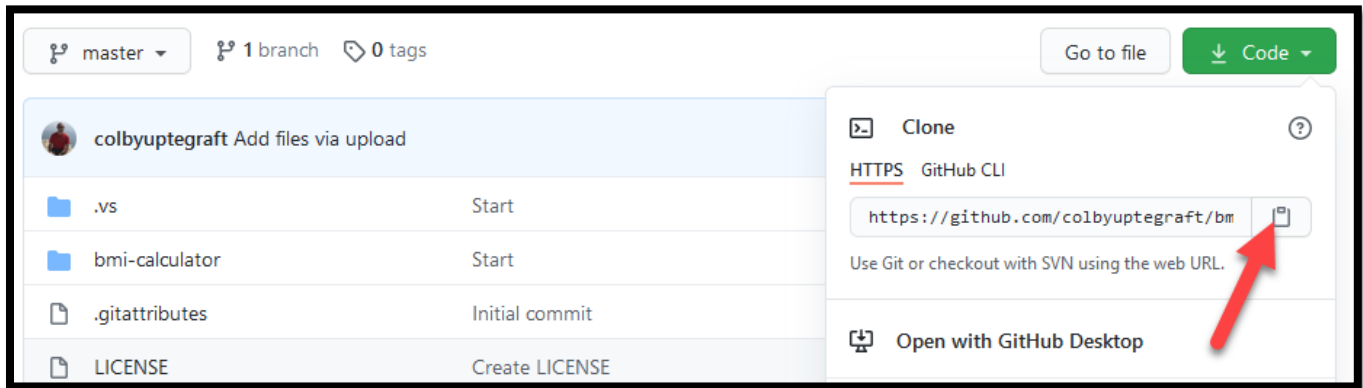 master
1 branch
0 tags
Go to file
Code
colbyuptegraft Add files via upload
.vs Start
bmi-calculator Start
.gitattributes Initial commit
LICENSE Create LICENSE
Clone
HTTPS GitHub CLI
https://github.com/colbyuptegraft/bm
Use Git or checkout with SVN using the web URL.
Open with GitHub Desktop